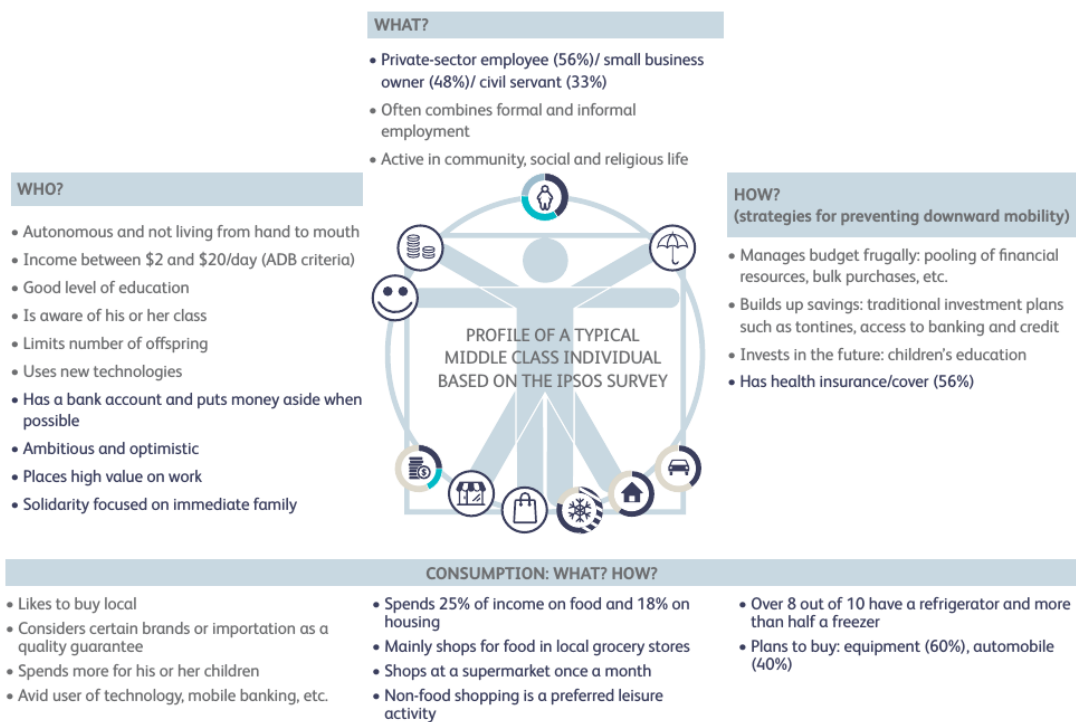 WHAT?
• Private-sector employee (56%)/ small business
owner (48%)/ civil servant (33%)
• Often combines formal and informal
employment
• Active in community, social and religious life
WHO?
• Autonomous and not living from hand to mouth
• Income between $2 and $20/day (ADB criteria)
• Good level of education
• Is aware of his or her class
• Limits number of offspring
• Uses new technologies
• Has a bank account and puts money aside when
possible
• Ambitious and optimistic
• Places high value on work
• Solidarity focused on immediate family
PROFILE OF A TYPICAL
MIDDLE CLASS INDIVIDUAL
BASED ON THE IPSOS SURVEY
$
HOW?
(strategies for preventing downward mobility)
• Manages budget frugally: pooling of financial
resources, bulk purchases, etc.
• Builds up savings: traditional investment plans
such as tontines, access to banking and credit
• Invests in the future: children's education
• Has health insurance/cover (56%)
CONSUMPTION: WHAT? HOW?
• Likes to buy local
• Considers certain brands or importation as a
quality guarantee
• Spends more for his or her children
• Avid user of technology, mobile banking, etc.
• Spends 25% of income on food and 18% on
housing
• Mainly shops for food in local grocery stores
• Shops at a supermarket once a month
• Non-food shopping is a preferred leisure
activity
• Over 8 out of 10 have a refrigerator and more
than half a freezer
• Plans to buy: equipment (60%), automobile
(40%)